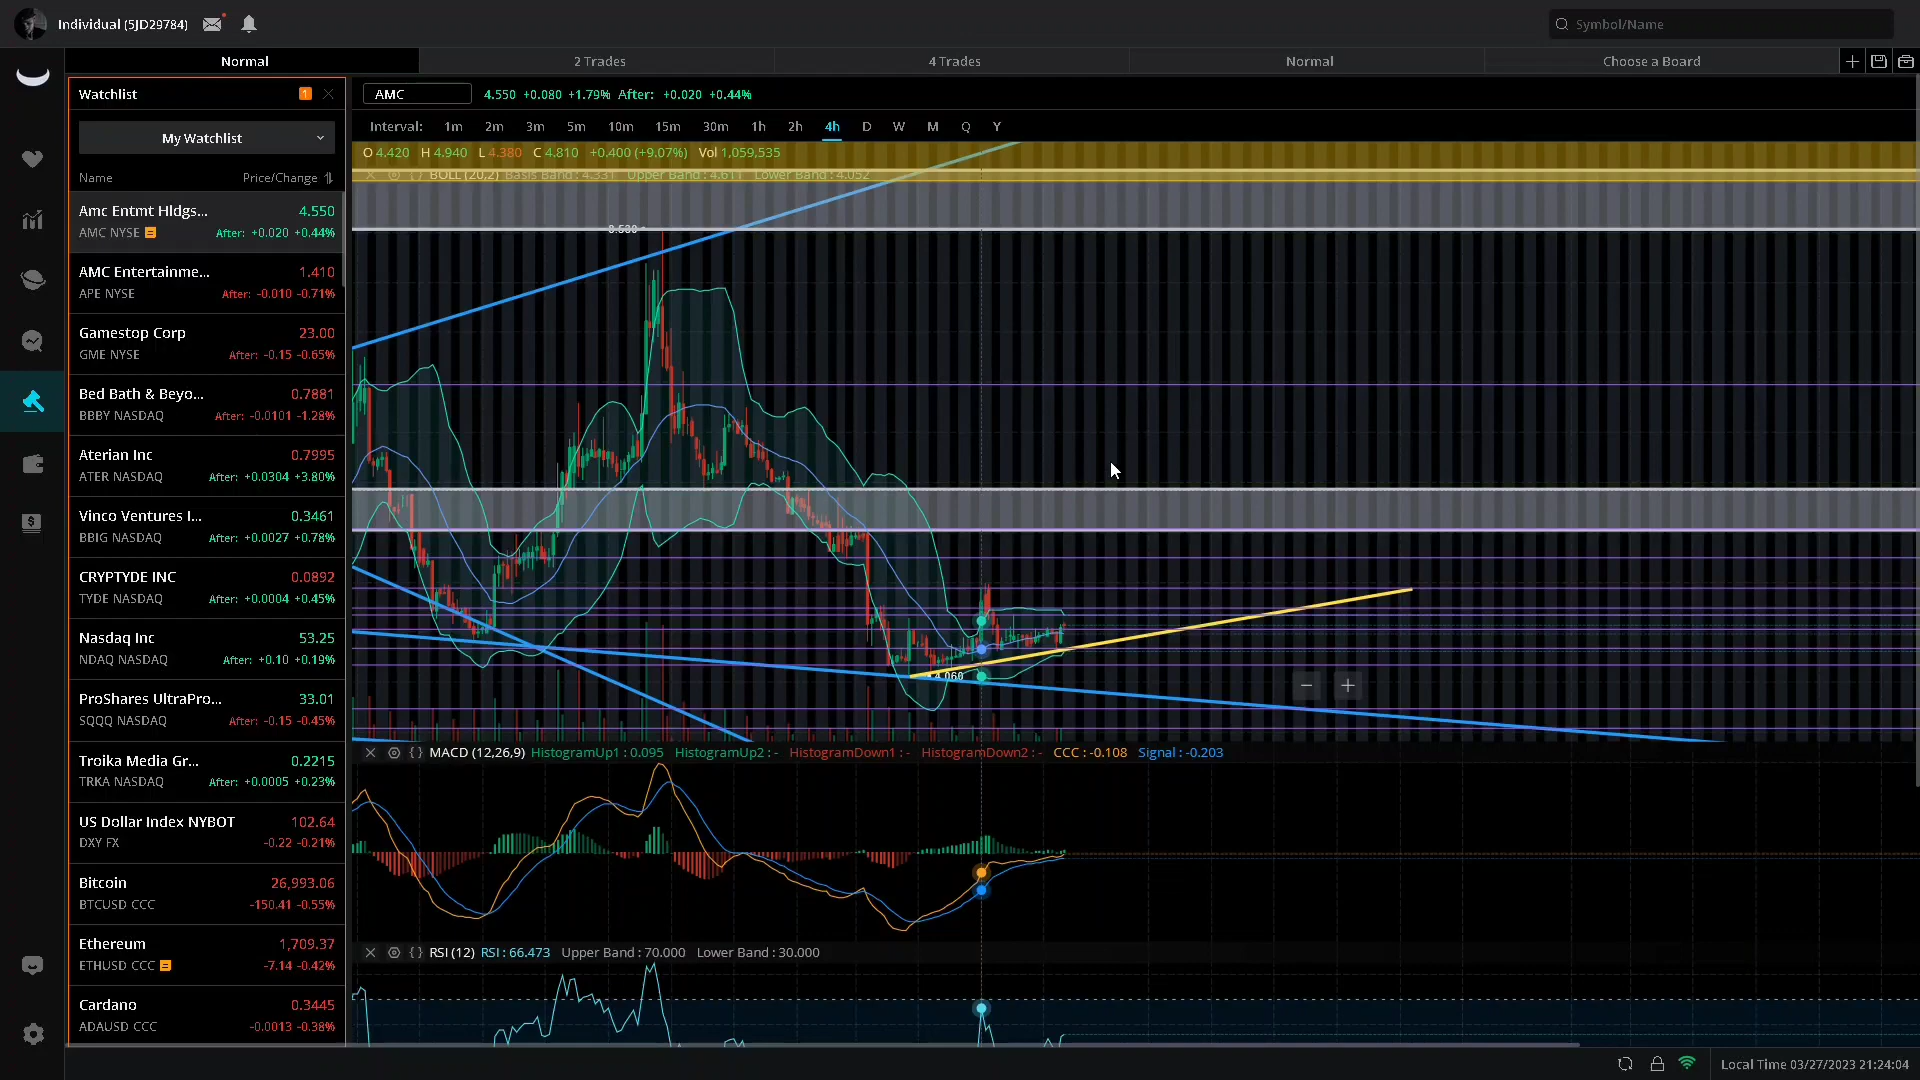 Individual (5JD29784)
Symbol/Name
Normal 2 Trades 4 Trades Normal Choose a Board
Watchlist 1
My Watchlist
Name Price/Change
Amc Entmt Hldgs... 4.550
AMC NYSE After: +0.020 +0.44%
AMC Entertainme... 1.410
APE NYSE After: -0.010 -0.71%
Gamestop Corp 23.00
GME NYSE After: -0.15 -0.65%
Bed Bath & Beyo... 0.7881
BBBY NASDAQ After: -0.0101 -1.28%
Aterian Inc 0.7995
ATER NASDAQ After: +0.0304 +3.80%
Vinco Ventures I... 0.3461
BBIG NASDAQ After: +0.0027 +0.78%
CRYPTYDE INC 0.0892
TYDE NASDAQ After: +0.0004 +0.45%
Nasdaq Inc 53.25
NDAQ NASDAQ After: +0.10 +0.19%
ProShares UltraPro... 33.01
SQQQ NASDAQ After: -0.15 -0.45%
Troika Media Gr... 0.2215
TRKA NASDAQ After: +0.0005 +0.23%
US Dollar Index NYBOT 102.64
DXY FX -0.22 -0.21%
Bitcoin 26,993.06
BTCUSD CCC -150.41 -0.55%
Ethereum 1,709.37
ETHUSD CCC -7.14 -0.42%
Cardano 0.3445
ADAUSD CCC -0.0013 -0.38%
AMC 4.550 +0.080 +1.79% After: +0.020 +0.44%
Interval: 1m 2m 3m 5m 10m 15m 30m 1h 2h 4h D W M Q Y
O 4.420 H 4.940 L 4.380 C 4.810 +0.400 (+9.07%) Vol 1,059,535
BOLL (20,2) Basis Band : 4.331 Upper Band : 4.611 Lower Band : 4.052
4.060
MACD (12,26,9) HistogramUp1 : 0.095 HistogramUp2 : - HistogramDown1 : - HistogramDown2 : - CCC : -0.108 Signal : -0.203
RSI (12) RSI : 66.473 Upper Band : 70.000 Lower Band : 30.000
Local Time 03/27/2023 21:24:04